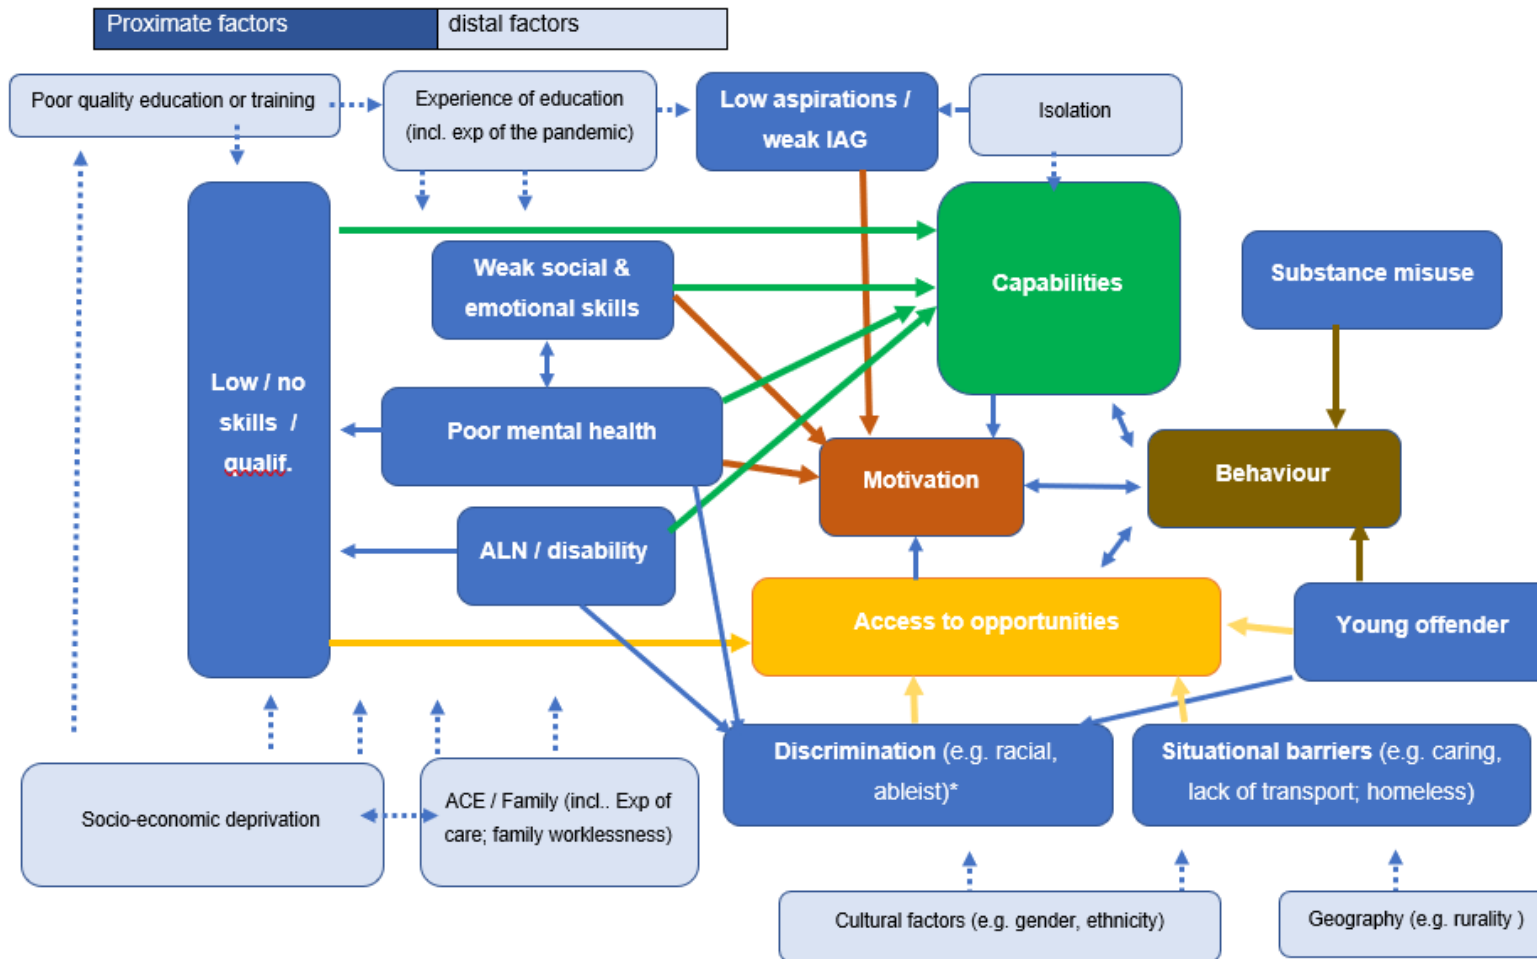 Proximate factors
distal factors
Poor quality education or training
Experience of education
(incl. exp of the pandemic)
Low aspirations /
weak IAG
Isolation
Capabilities
Substance misuse
Weak social &
emotional skills
Low / no
skills /
qualif.
Poor mental health
Motivation
Behaviour
ALN / disability
Access to opportunities
Young offender
Discrimination (e.g. racial,
ableist)*
Situational barriers (e.g. caring,
lack of transport; homeless)
Socio-economic deprivation
ACE / Family (incl.. Exp of
care; family worklessness)
Cultural factors (e.g. gender, ethnicity)
Geography (e.g. rurality )